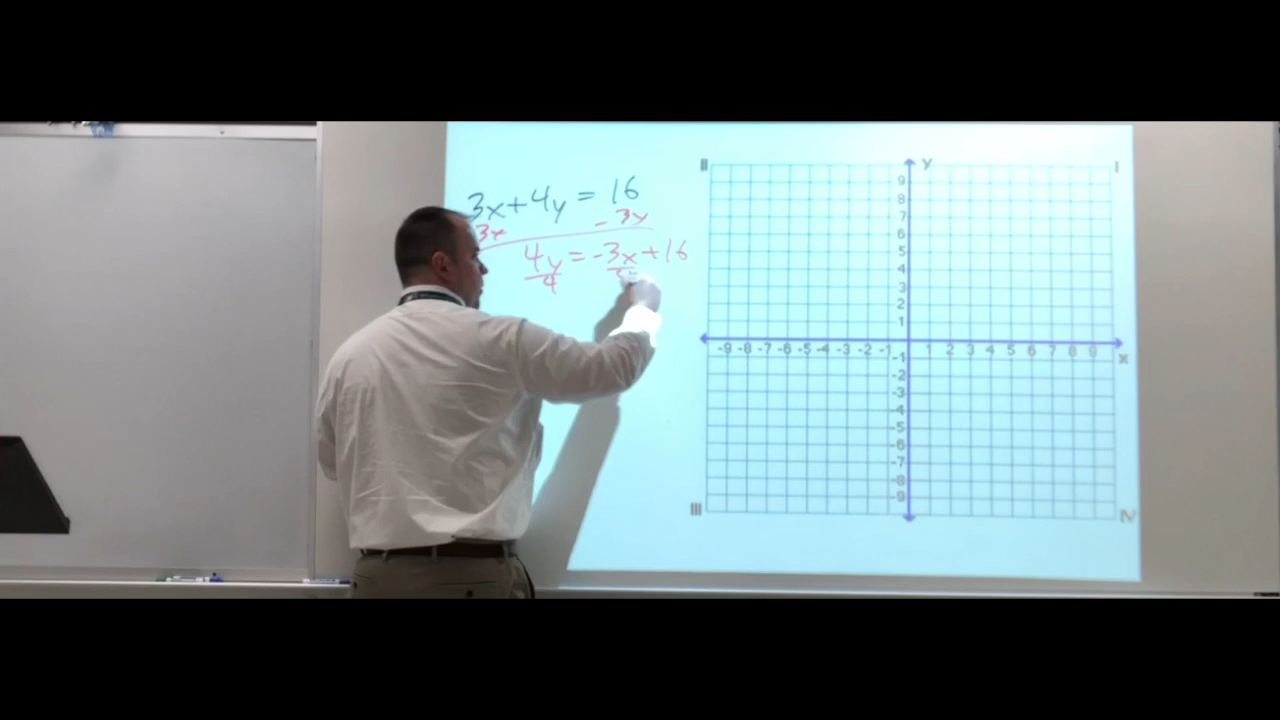 3x+4y = 16
3x - 3x
4y = -3x+16
4
II
I
III
IV
y
x
9
8
7
6
5
4
3
2
1
-9 -8 -7 -6 -5 -4 -3 -2 -1 1 2 3 4 5 6 7 8 9
-1
-2
-3
-4
-5
-6
-7
-8
-9